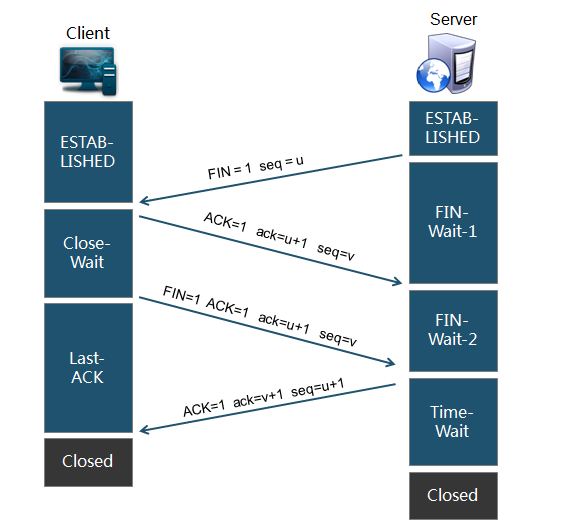 Client
Server
ESTAB-
LISHED
ESTAB-
LISHED
FIN = 1 seq = u
ACK=1 ack=u+1 seq=v
FIN-
Wait-1
Close-
Wait
FIN=1 ACK=1 ack=u+1 seq=v
FIN-
Wait-2
Last-
ACK
ACK=1 ack=v+1 seq=u+1
Time-
Wait
Closed
Closed